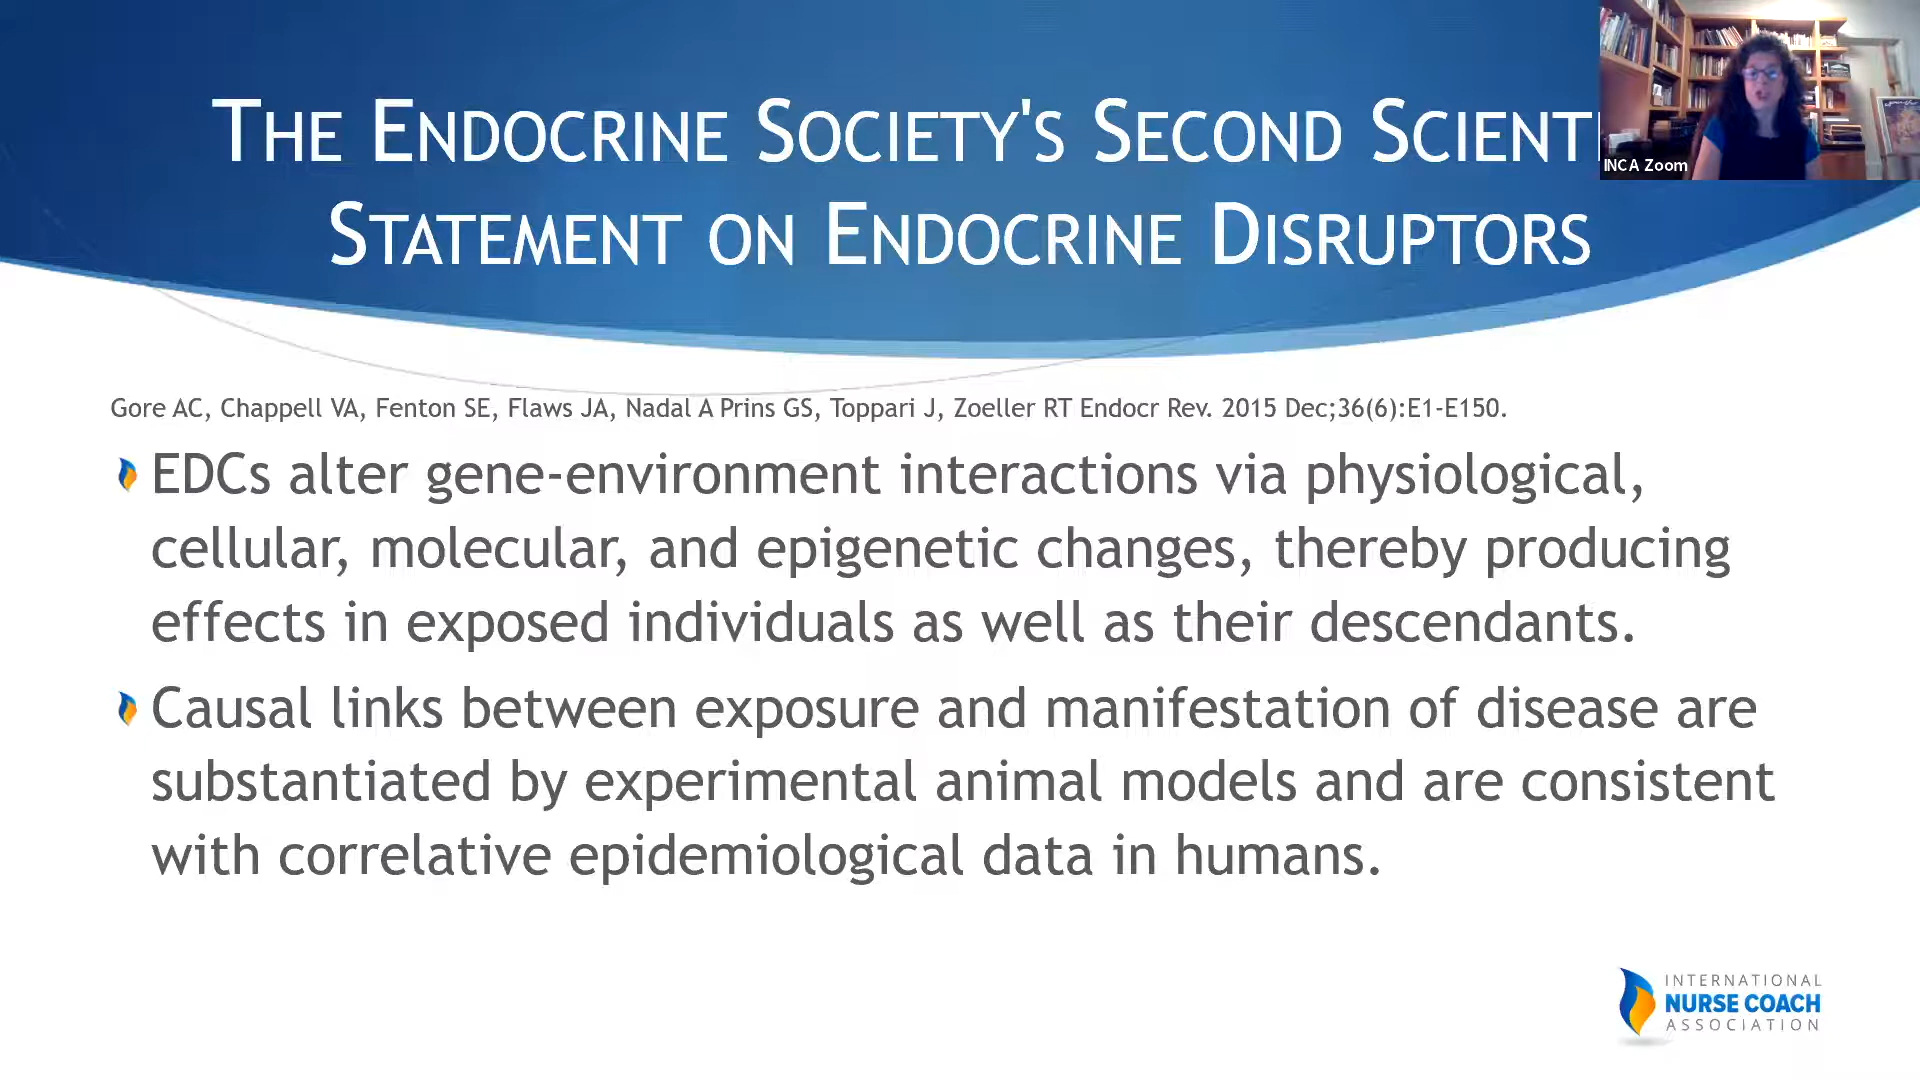 THE ENDOCRINE SOCIETY'S SECOND SCIENTI
STATEMENT ON ENDOCRINE DISRUPTORS
INCA Zoom
Gore AC, Chappell VA, Fenton SE, Flaws JA, Nadal A Prins GS, Toppari J, Zoeller RT Endocr Rev. 2015 Dec;36(6):E1-E150.
EDCs alter gene-environment interactions via physiological,
cellular, molecular, and epigenetic changes, thereby producing
effects in exposed individuals as well as their descendants.
Causal links between exposure and manifestation of disease are
substantiated by experimental animal models and are consistent
with correlative epidemiological data in humans.
INTERNATIONAL
NURSE COACH
ASSOCIATION